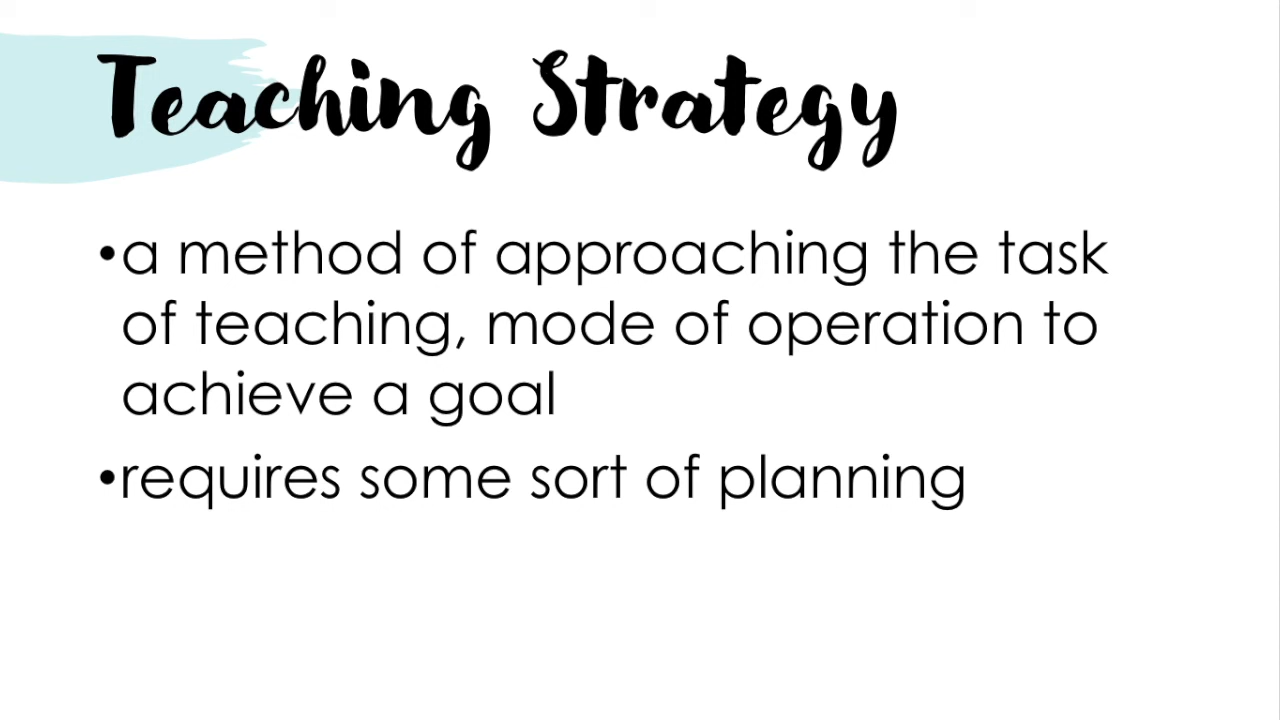 Teaching Strategy
•a method of approaching the task
of teaching, mode of operation to
achieve a goal
•requires some sort of planning